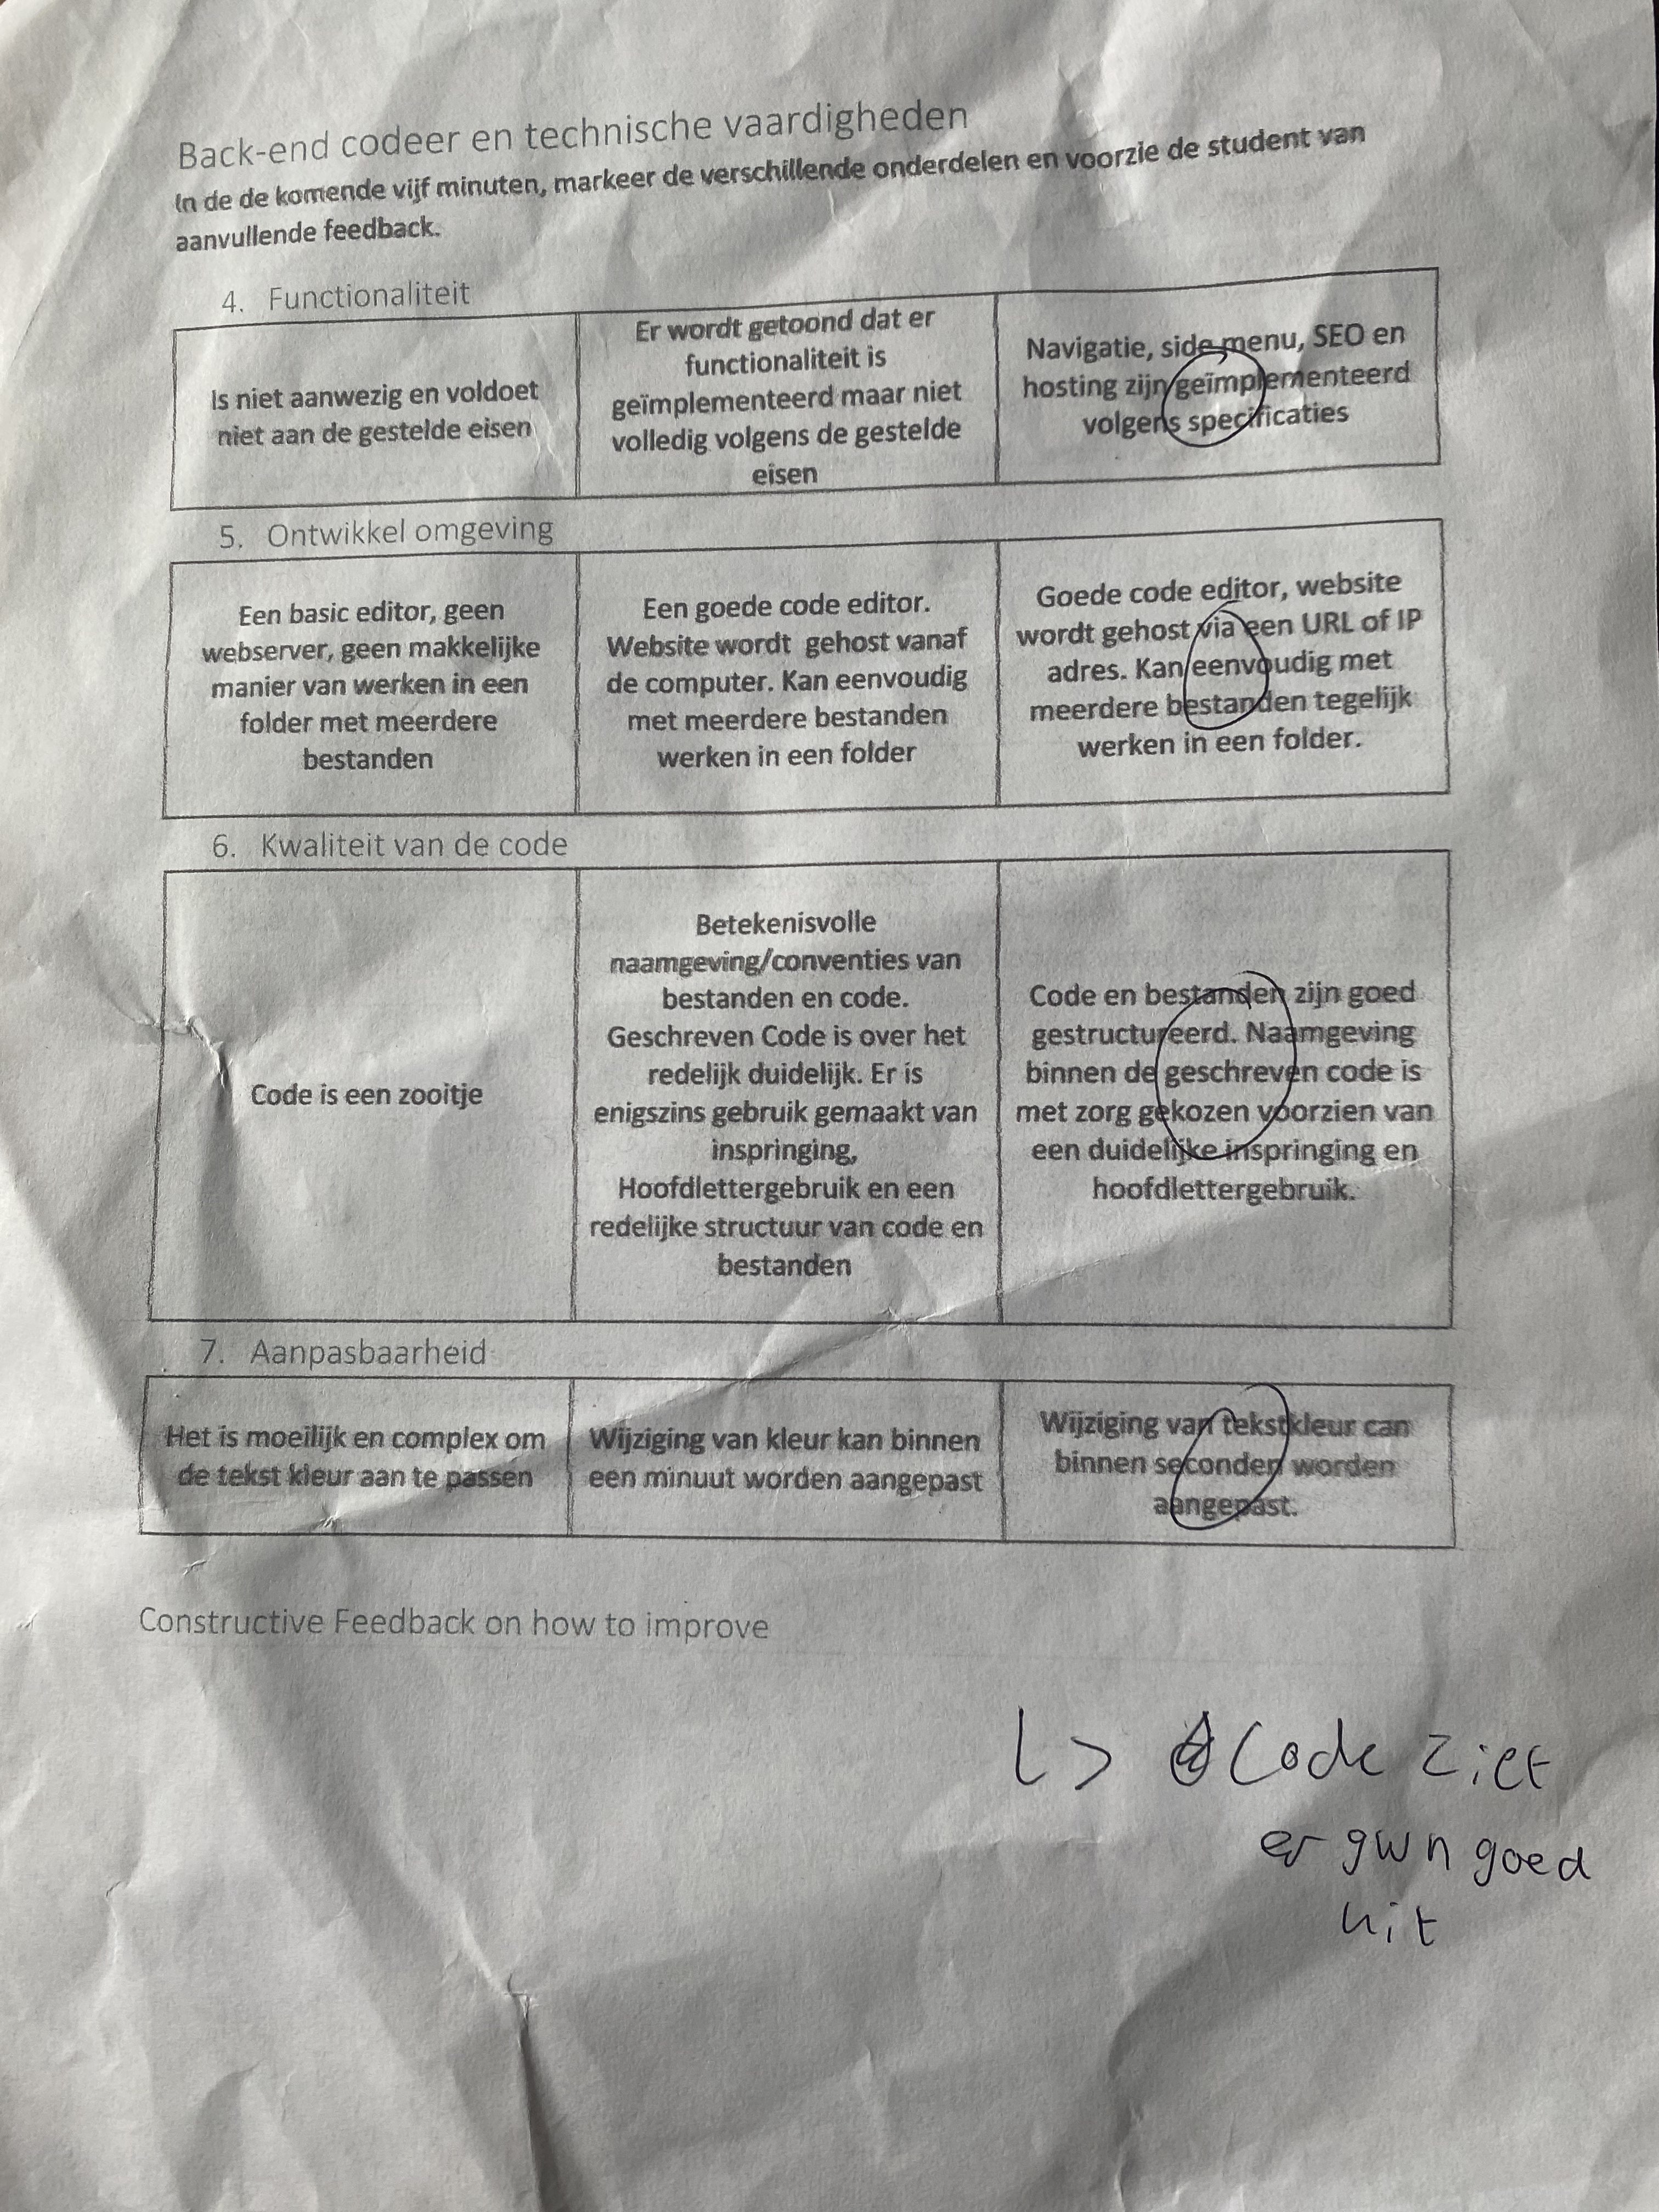 Back-end codeer en technische vaardigheden
In de de komende vijf minuten, markeer de verschillende onderdelen en voorzie de student van
aanvullende feedback.
4. Functionaliteit
Is niet aanwezig en voldoet
niet aan de gestelde eisen
Er wordt getoond dat er
functionaliteit is
geïmplementeerd maar niet
volledig volgens de gestelde
eisen
Navigatie, side menu, SEO en
hosting zijn geïmplementeerd
volgens specificaties
5. Ontwikkel omgeving
Een basic editor, geen
webserver, geen makkelijke
manier van werken in een
folder met meerdere
bestanden
Een goede code editor.
Website wordt gehost vanaf
de computer. Kan eenvoudig
met meerdere bestanden
werken in een folder
Goede code editor, website
wordt gehost via een URL of IP
adres. Kan eenvoudig met
meerdere bestanden tegelijk
werken in een folder.
6. Kwaliteit van de code
Code is een zooitje
Betekenisvolle
naamgeving/conventies van
bestanden en code.
Geschreven Code is over het
redelijk duidelijk. Er is
enigszins gebruik gemaakt van
inspringing,
Hoofdlettergebruik en een
redelijke structuur van code en
bestanden
Code en bestanden zijn goed
gestructureerd. Naamgeving
binnen de geschreven code is
met zorg gekozen voorzien van
een duidelijke inspringing en
hoofdlettergebruik.
7. Aanpasbaarheid
Het is moeilijk en complex om
de tekst kleur aan te passen
Wijziging van kleur kan binnen
een minuut worden aangepast
Wijziging van tekstkleur can
binnen seconden worden
aangepast.
Constructive Feedback on how to improve
L> Code ziet
er gwn goed
uit